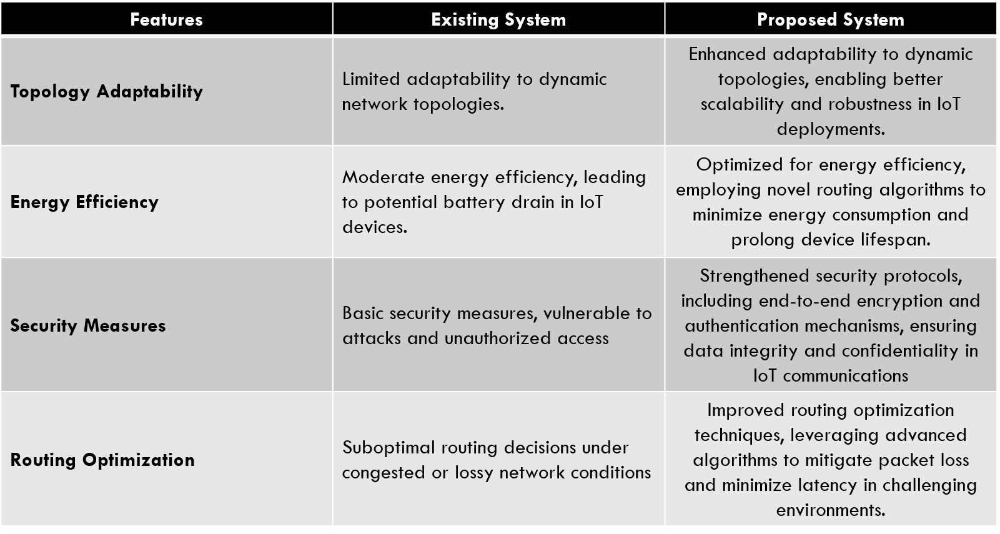 Features
Existing System
Proposed System
Topology Adaptability
Limited adaptability to dynamic
network topologies.
Enhanced adaptability to dynamic
topologies, enabling better
scalability and robustness in IoT
deployments.
Energy Efficiency
Moderate energy efficiency, leading
to potential battery drain in IoT
devices.
Optimized for energy efficiency,
employing novel routing algorithms to
minimize energy consumption and
prolong device lifespan.
Security Measures
Basic security measures, vulnerable to
attacks and unauthorized access
Strengthened security protocols,
including end-to-end encryption and
authentication mechanisms, ensuring
data integrity and confidentiality in
IoT communications
Routing Optimization
Suboptimal routing decisions under
congested or lossy network conditions
Improved routing optimization
techniques, leveraging advanced
algorithms to mitigate packet loss
and minimize latency in challenging
environments.